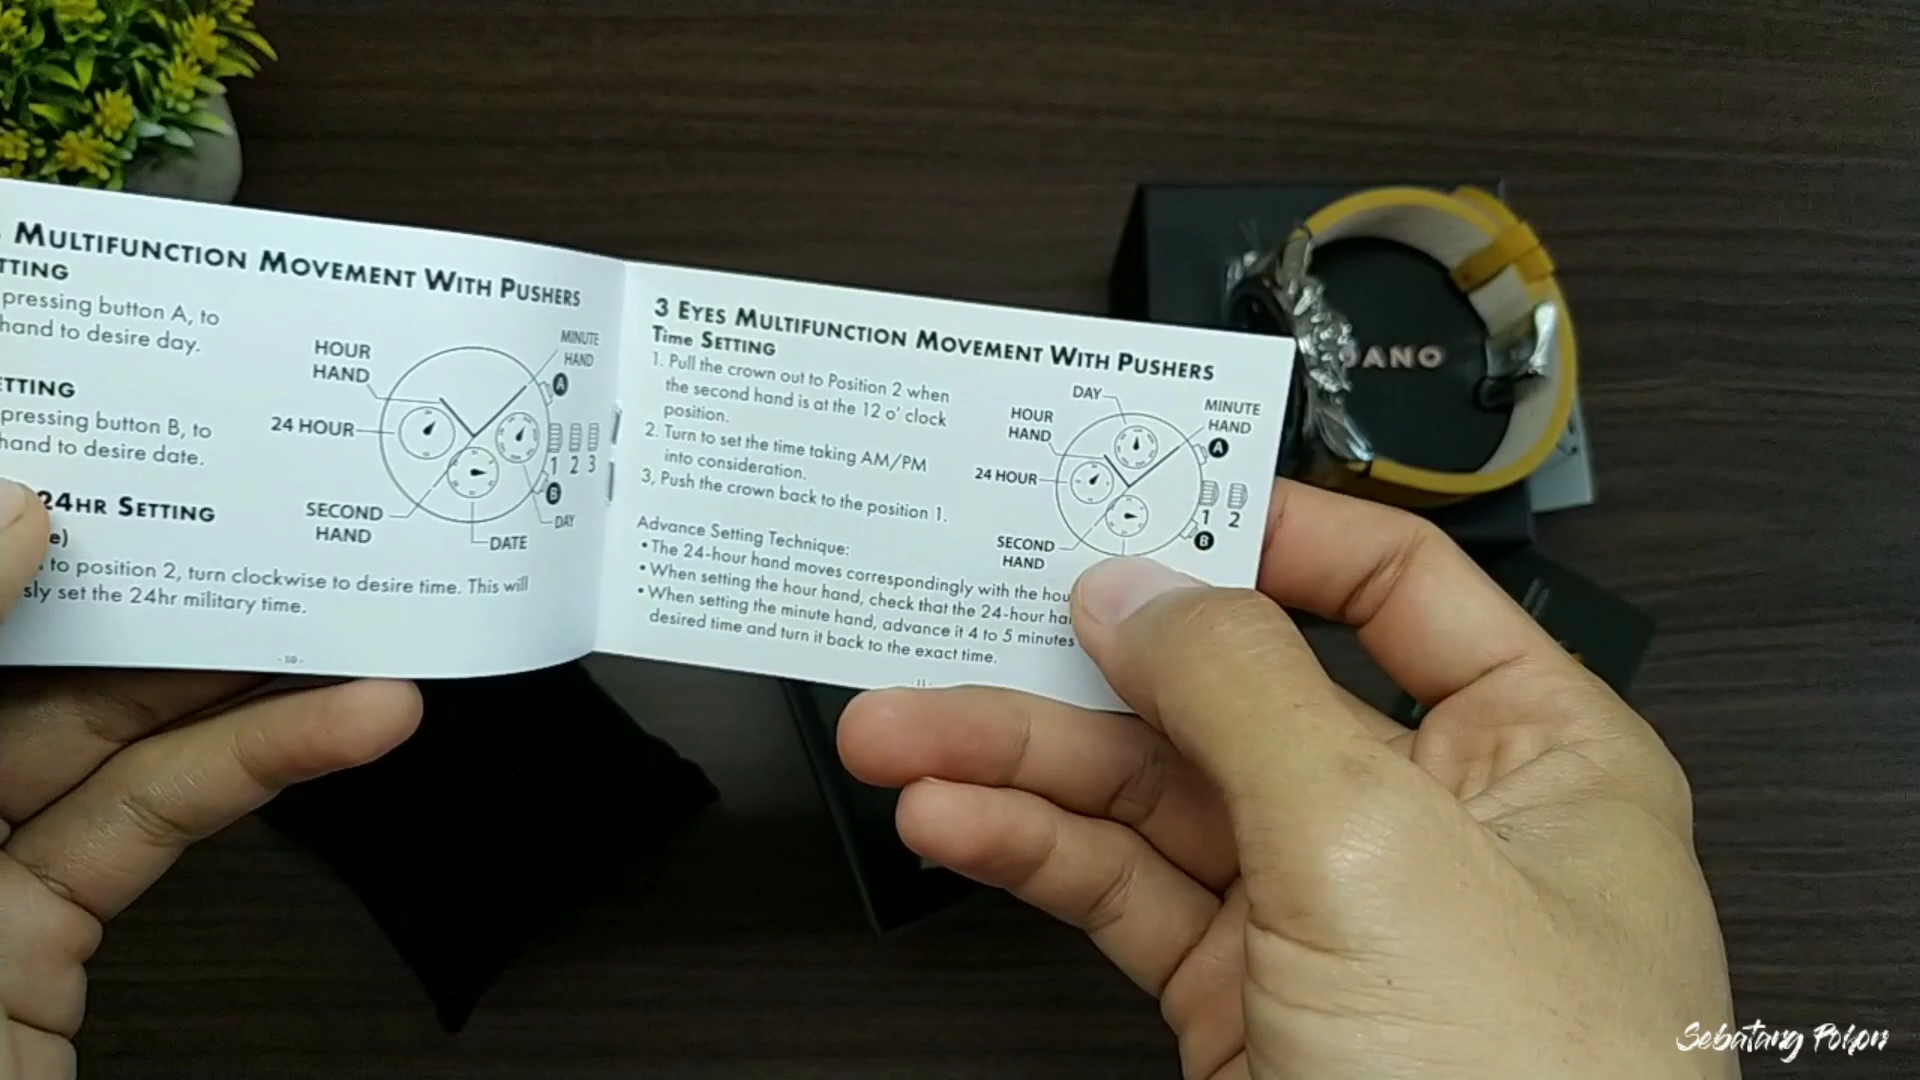 MULTIFUNCTION MOVEMENT WITH PUSHERS
pressing button A, to
hand to desire day.
pressing button B, to
hand to desire date.
24HR SETTING
to position 2, turn clockwise to desire time. This will
set the 24hr military time.
HOUR
HAND
24 HOUR
SECOND
HAND
MINUTE
HAND
A
1 2 3
B
DAY
DATE
- 10 -
3 EYES MULTIFUNCTION MOVEMENT WITH PUSHERS
Time SETTING
1. Pull the crown out to Position 2 when
the second hand is at the 12 o' clock
position.
2. Turn to set the time taking AM/PM
into consideration.
3, Push the crown back to the position 1.
Advance Setting Technique:
• The 24-hour hand moves correspondingly with the
• When setting the hour hand, check that the 24-hour
• When setting the minute hand, advance it 4 to 5 minutes
desired time and turn it back to the exact time.
DAY
HOUR
HAND
MINUTE
HAND
A
24 HOUR
1 2
B
SECOND
HAND
Sebatang Pohon